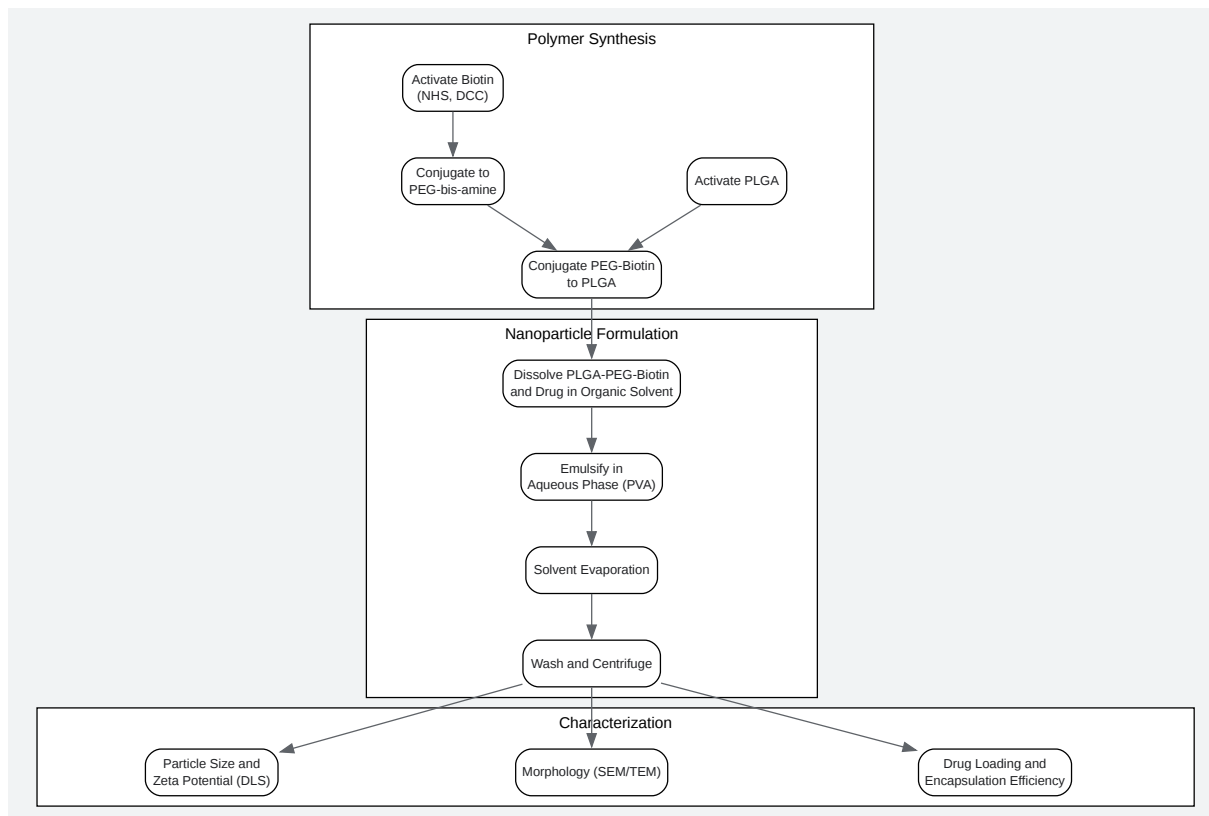 Polymer Synthesis
Activate Biotin
(NHS, DCC)
Conjugate to
PEG-bis-amine
Activate PLGA
Conjugate PEG-Biotin
to PLGA
Nanoparticle Formulation
Dissolve PLGA-PEG-Biotin
and Drug in Organic Solvent
Emulsify in
Aqueous Phase (PVA)
Solvent Evaporation
Wash and Centrifuge
Characterization
Particle Size and
Zeta Potential (DLS)
Morphology (SEM/TEM)
Drug Loading and
Encapsulation Efficiency